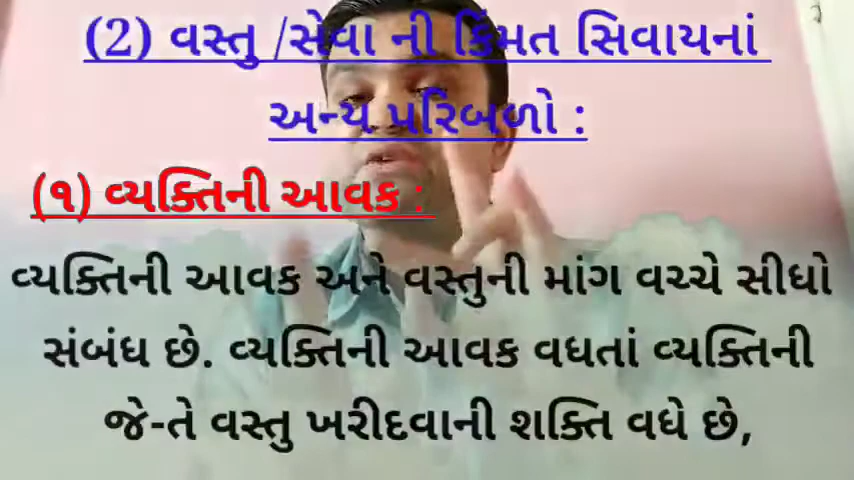 (2) વસ્તુ /સેવા ની કિંમત સિવાયનાં
અન્ય પરિબળો :
(૧) વ્યક્તિની આવક :
વ્યક્તિની આવક અને વસ્તુની માંગ વચ્ચે સીધો
સંબંધ છે. વ્યક્તિની આવક વધતાં વ્યક્તિની
જે-તે વસ્તુ ખરીદવાની શક્તિ વધે છે,